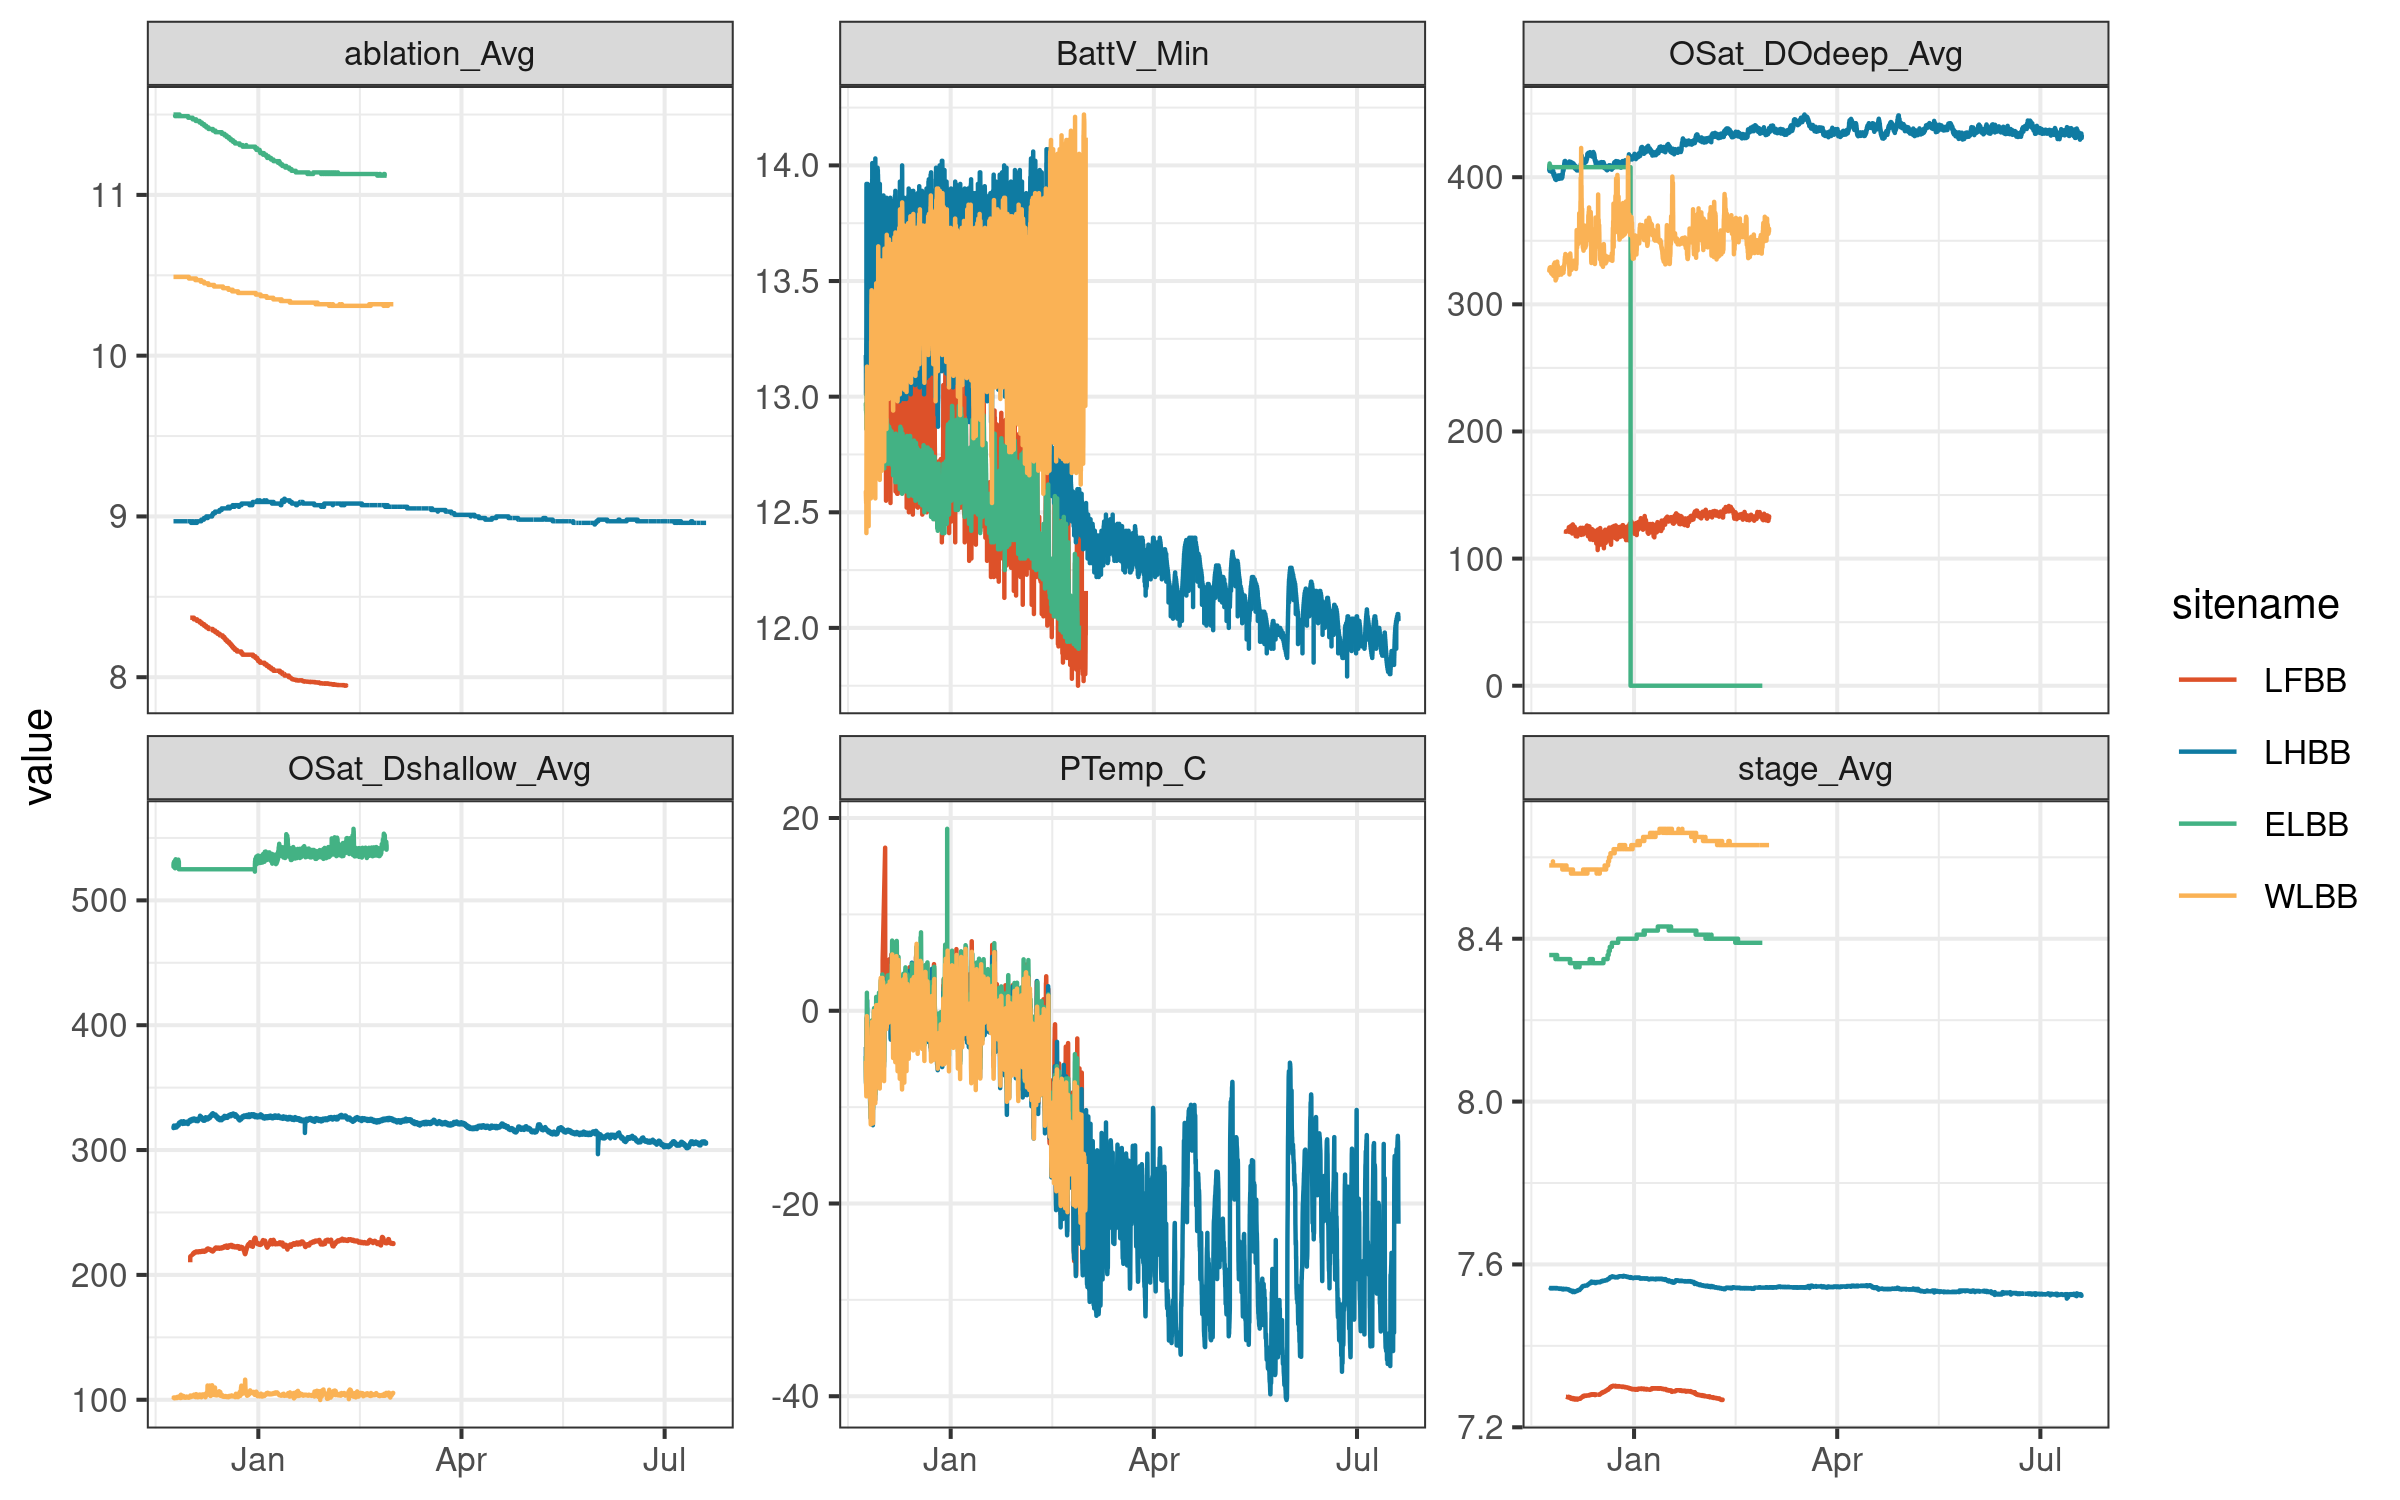 ablation_Avg
BattV_Min
OSat_DOdeep_Avg
11
10
9
8
14.0
13.5
13.0
12.5
12.0
400
300
200
100
0
value
OSat_Dshallow_Avg
PTemp_C
stage_Avg
500
400
300
200
100
20
0
-20
-40
8.4
8.0
7.6
7.2
Jan Apr Jul
Jan Apr Jul
Jan Apr Jul
sitename
LFBB
LHBB
ELBB
WLBB